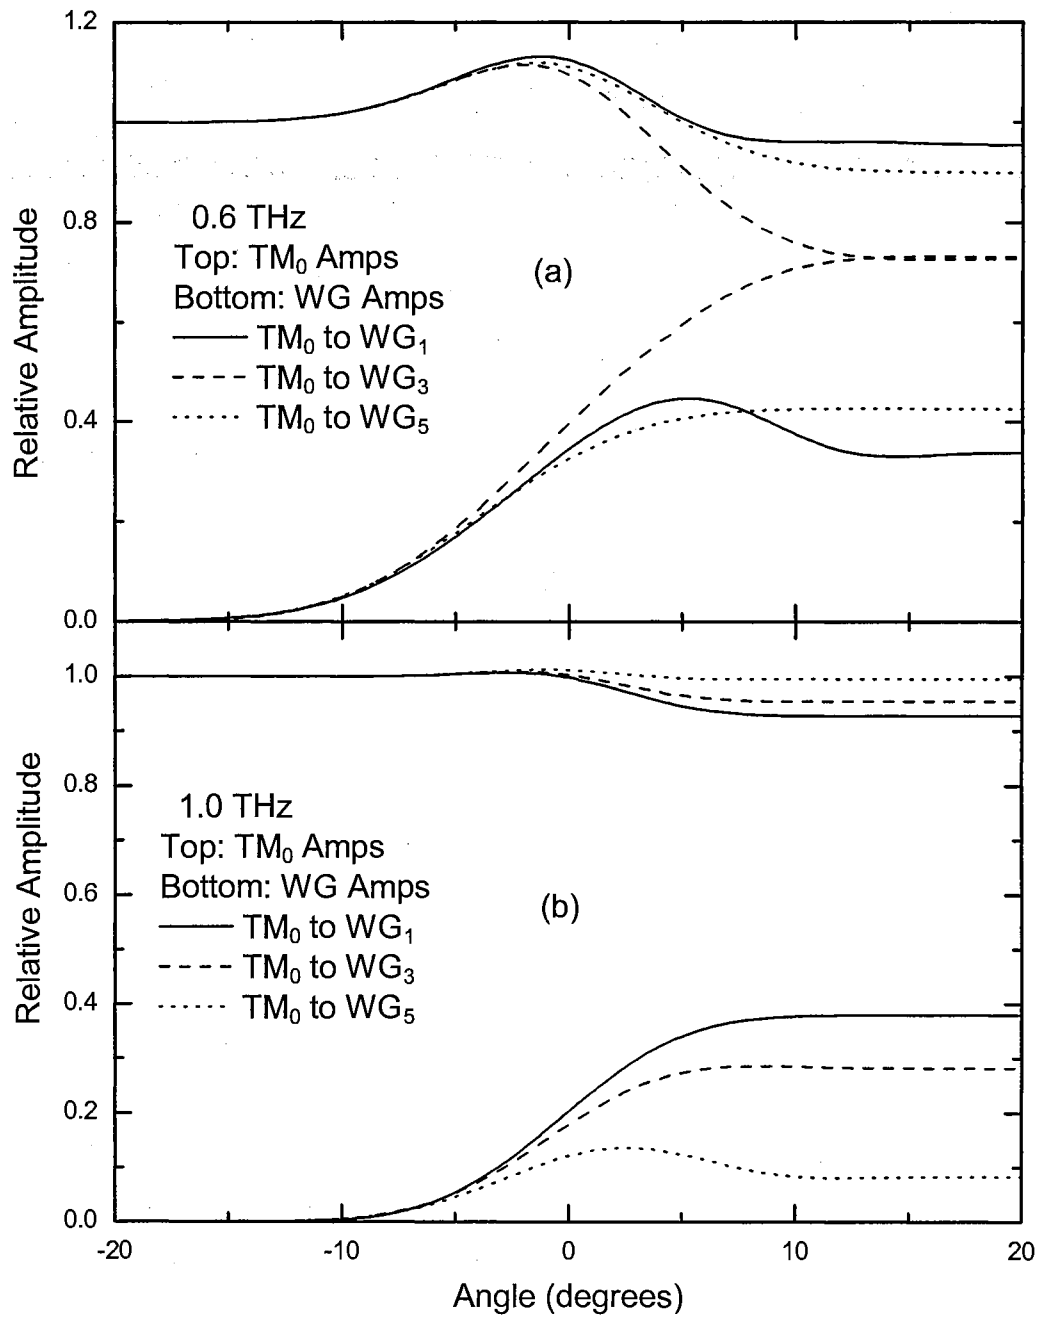 1.2
0.8
0.4
0.0
Relative Amplitude
0.6 THz
Top: TM₀ Amps
Bottom: WG Amps
TM₀ to WG₁
TM₀ to WG₃
TM₀ to WG₅
(a)
1.0
0.8
0.6
0.4
0.2
0.0
Relative Amplitude
1.0 THz
Top: TM₀ Amps
Bottom: WG Amps
TM₀ to WG₁
TM₀ to WG₃
TM₀ to WG₅
(b)
-20 -10 0 10 20
Angle (degrees)